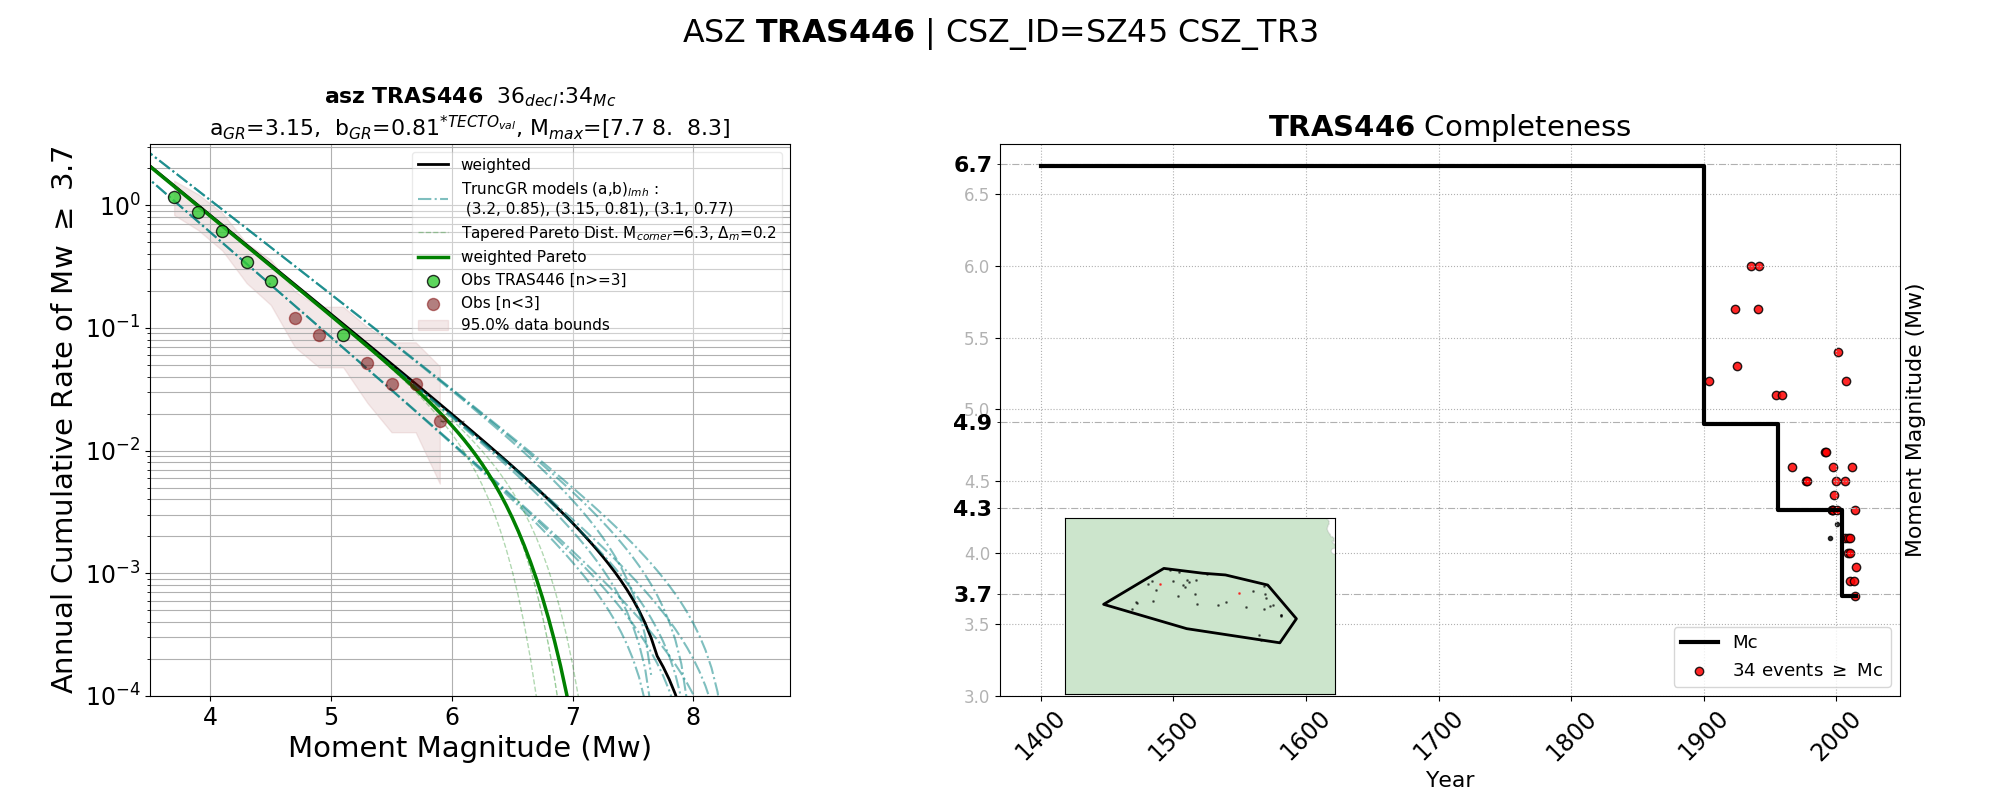 ASZ TRAS446 | CSZ_ID=SZ45 CSZ_TR3
asz TRAS446 36decl:34Mc
aGR=3.15, bGR=0.81*TECTOval, Mmax=[7.7 8. 8.3]
Annual Cumulative Rate of Mw ≥ 3.7
10^0
10^−1
10^−2
10^−3
10^−4
weighted
TruncGR models (a,b)lmh :
(3.2, 0.85), (3.15, 0.81), (3.1, 0.77)
Tapered Pareto Dist. Mcorner=6.3, Δm=0.2
weighted Pareto
Obs TRAS446 [n>=3]
Obs [n<3]
95.0% data bounds
4 5 6 7 8
Moment Magnitude (Mw)
TRAS446 Completeness
6.7
6.5
6.0
5.5
5.0
4.9
4.5
4.3
4.0
3.7
3.5
3.0
Moment Magnitude (Mw)
Mc
34 events ≥ Mc
1400 1500 1600 1700 1800 1900 2000
Year